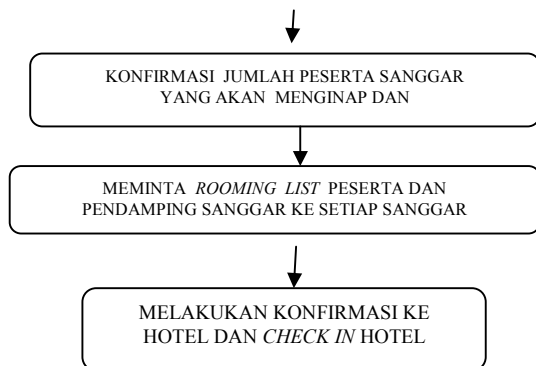 KONFIRMASI JUMLAH PESERTA SANGGAR
YANG AKAN MENGINAP DAN
MEMINTA ROOMING LIST PESERTA DAN
PENDAMPING SANGGAR KE SETIAP SANGGAR
MELAKUKAN KONFIRMASI KE
HOTEL DAN CHECK IN HOTEL